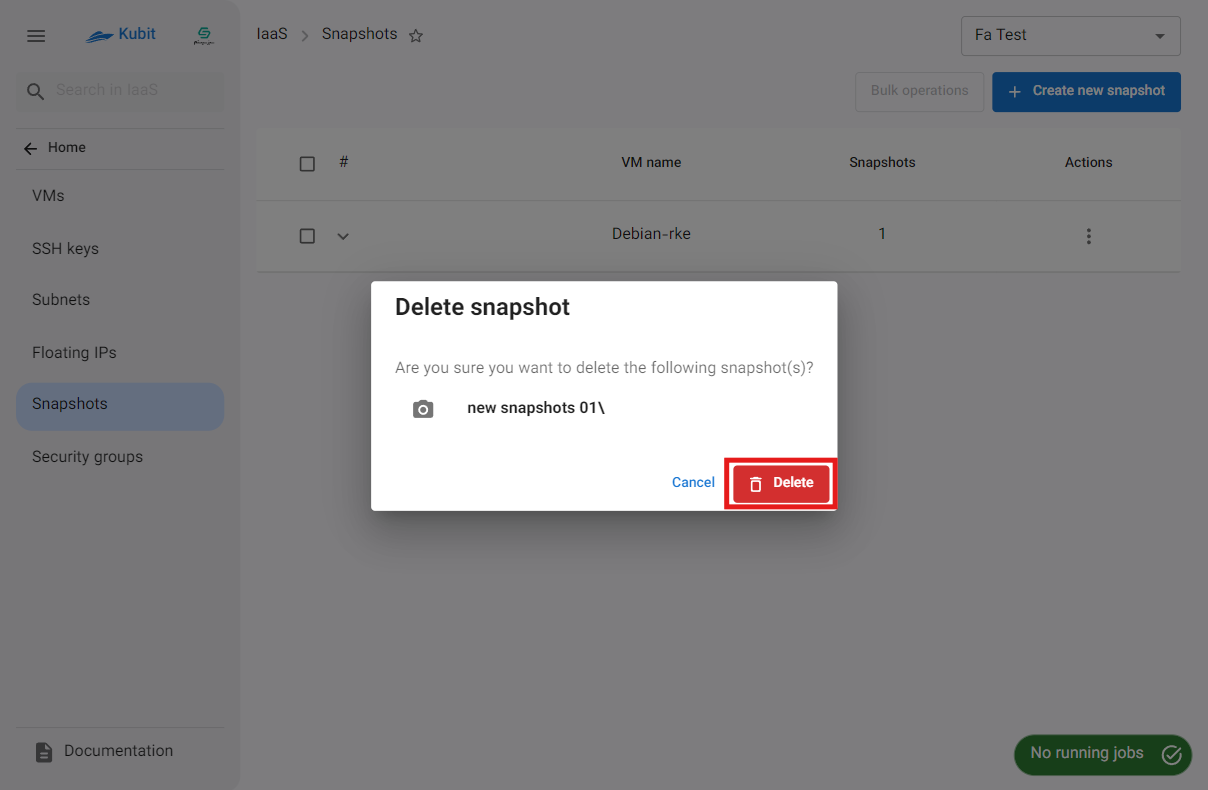 Kubit
IaaS
Snapshots
Fa Test
Search in IaaS
Bulk operations
Create new snapshot
Home
#
VM name
Snapshots
Actions
VMs
Debian-rke
1
SSH keys
Subnets
Floating IPs
Snapshots
Security groups
Delete snapshot
Are you sure you want to delete the following snapshot(s)?
new snapshots 01\
Cancel
Delete
Documentation
No running jobs